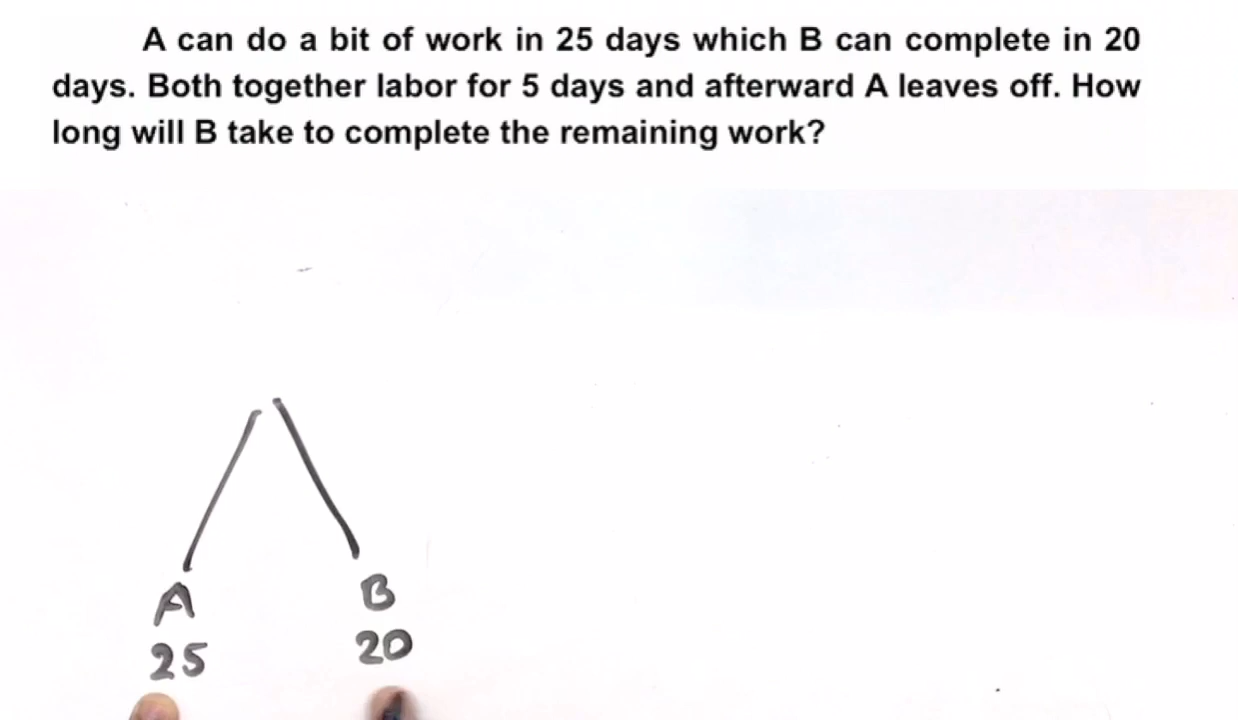 A can do a bit of work in 25 days which B can complete in 20
days. Both together labor for 5 days and afterward A leaves off. How
long will B take to complete the remaining work?
A B
25 20